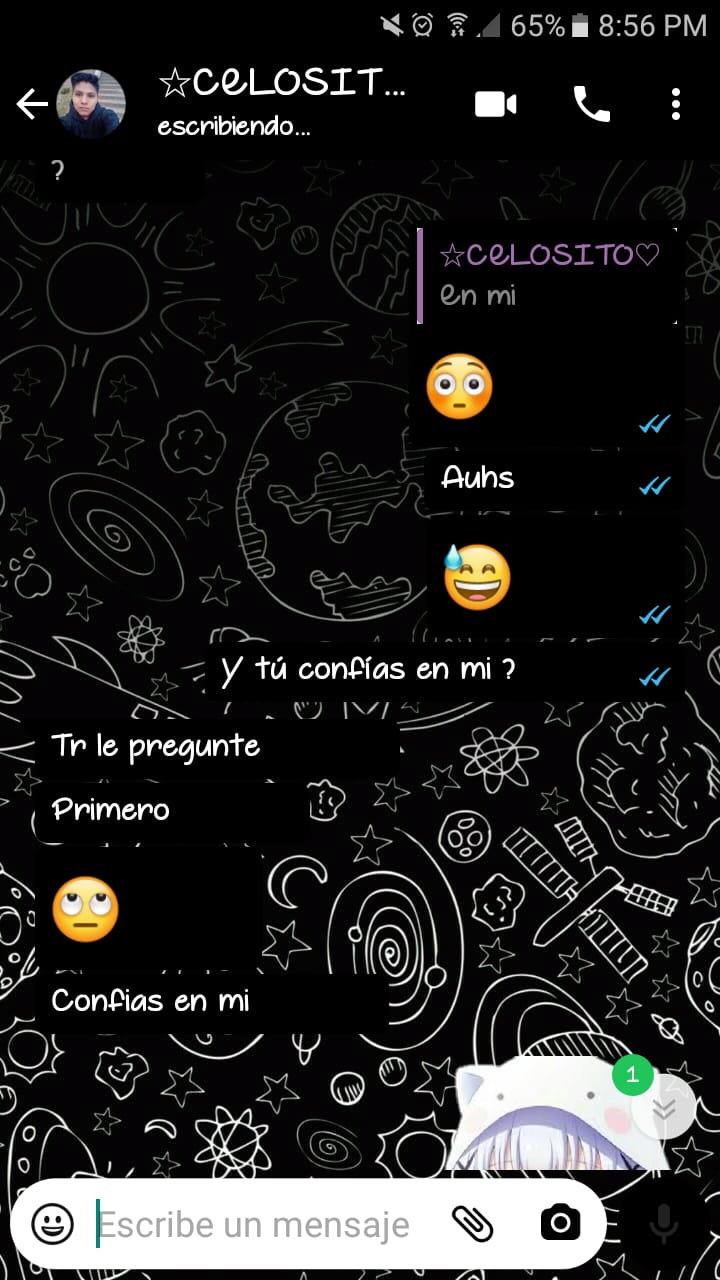 65% 8:56 PM
☆CeLOSIT...
escribiendo...
?
☆CeLOSITO♡
En mi
😳
Auhs
😅
Y tú confías en mi ?
Tr le pregunte
Primero
🙄
Confias en mi
1
Escribe un mensaje